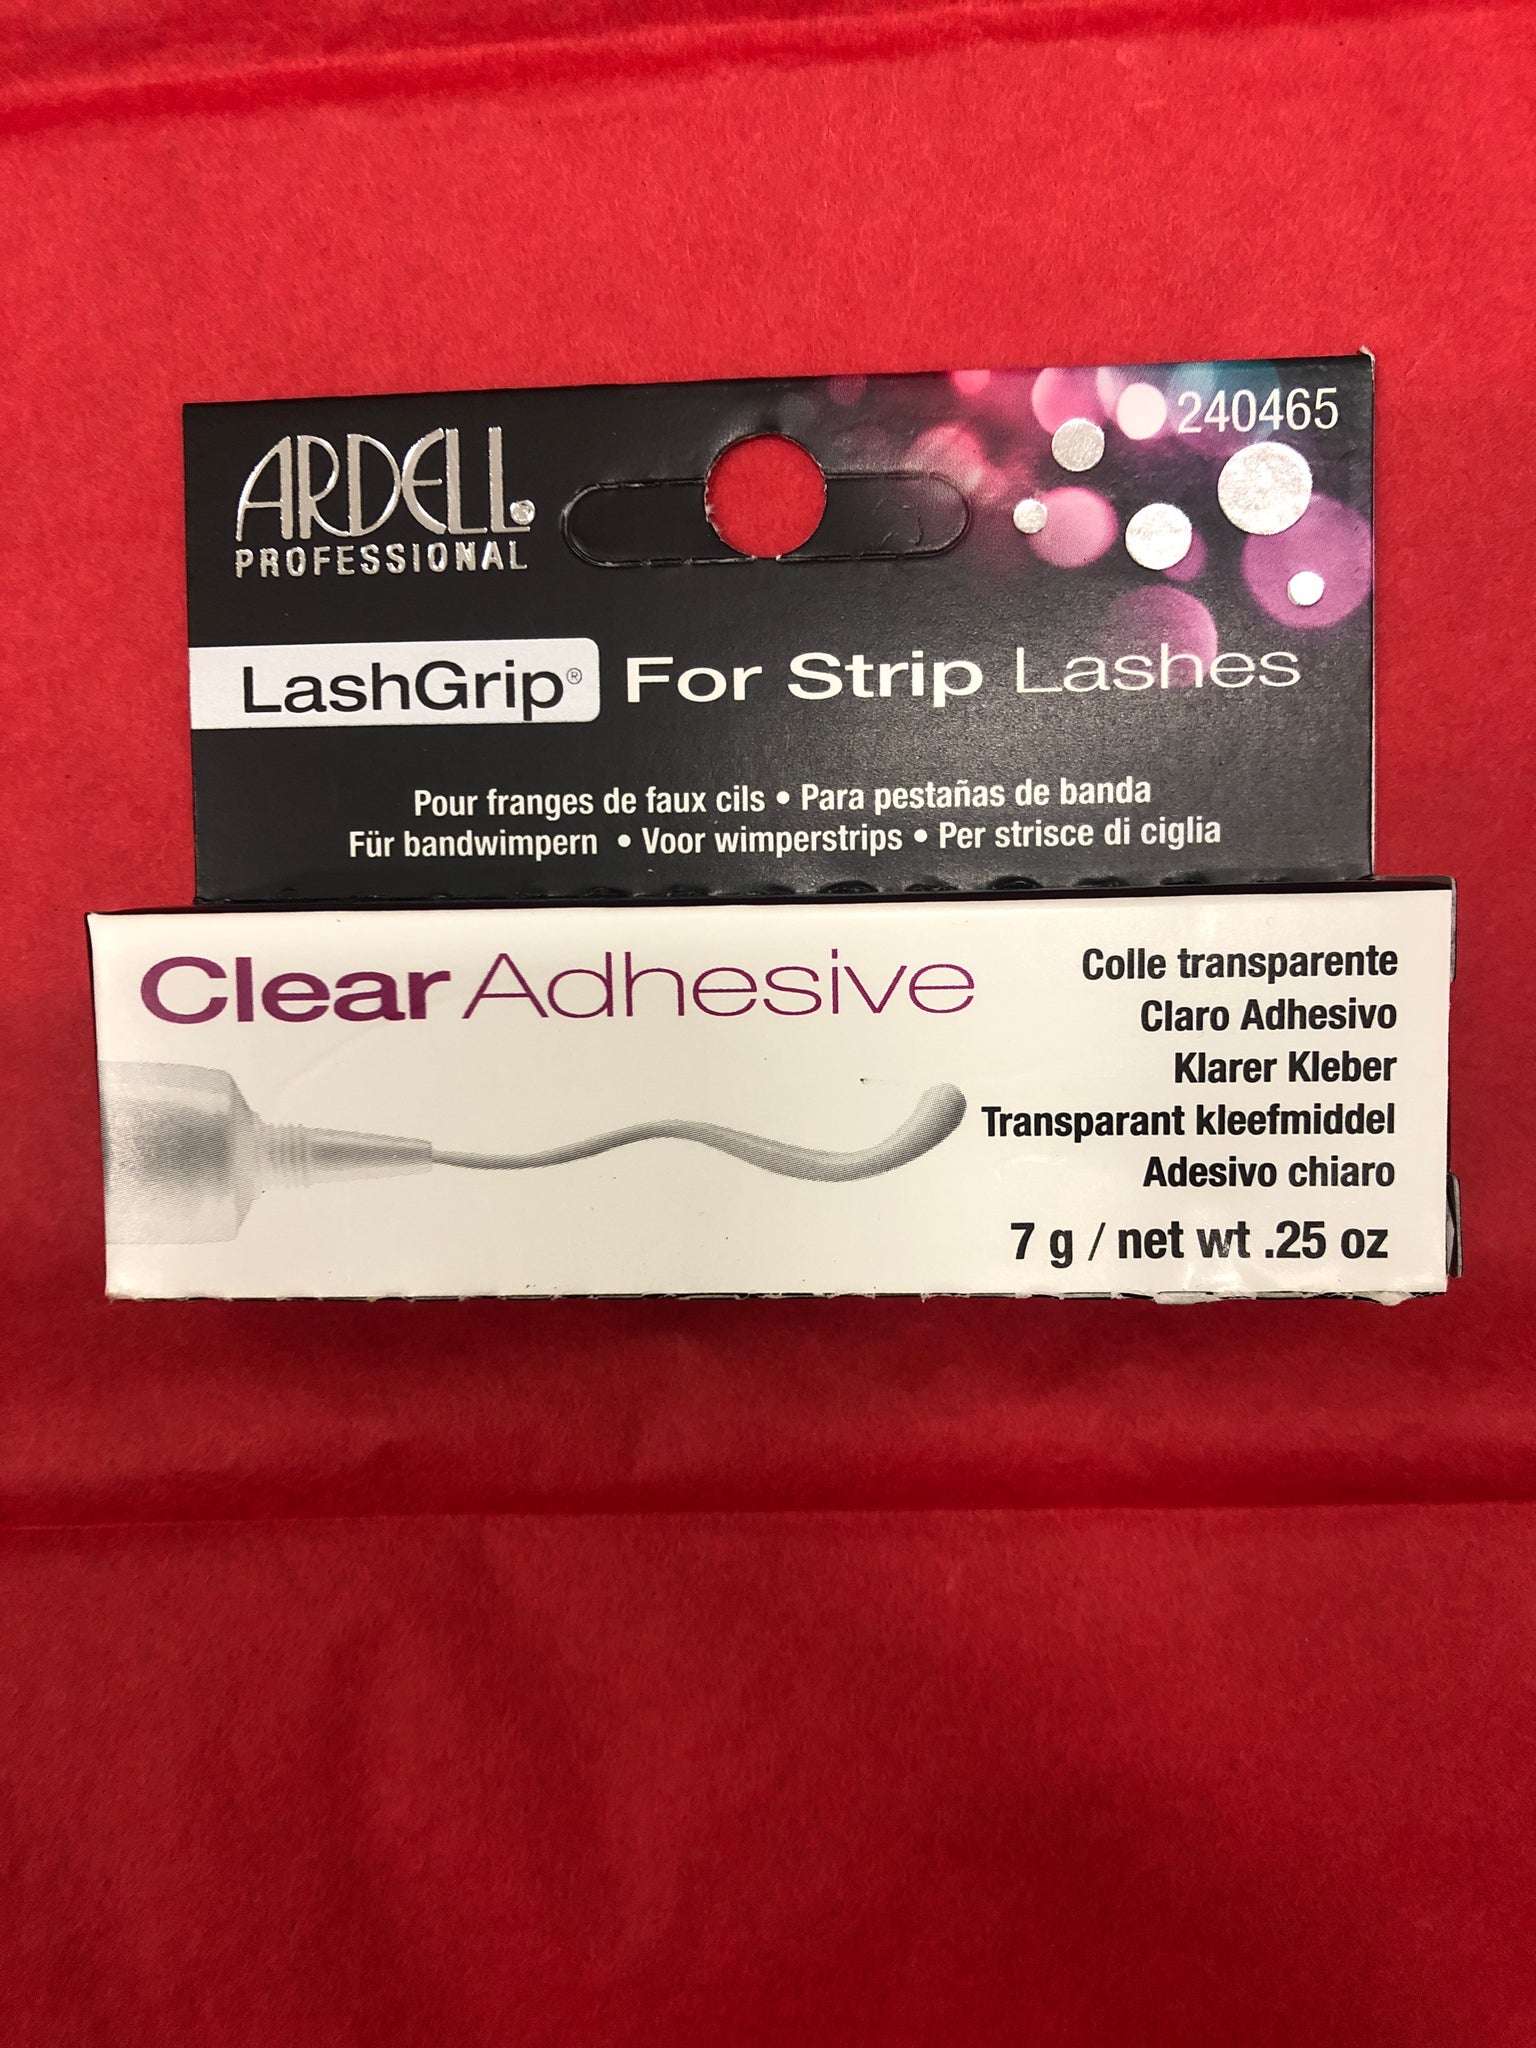 240465
ARDELL
PROFESSIONAL
LashGrip® For Strip Lashes
Pour franges de faux cils • Para pestañas de banda
Für bandwimpern • Voor wimperstrips • Per strisce di ciglia
Clear Adhesive
Colle transparente
Claro Adhesivo
Klarer Kleber
Transparant kleefmiddel
Adesivo chiaro
7 g / net wt .25 oz